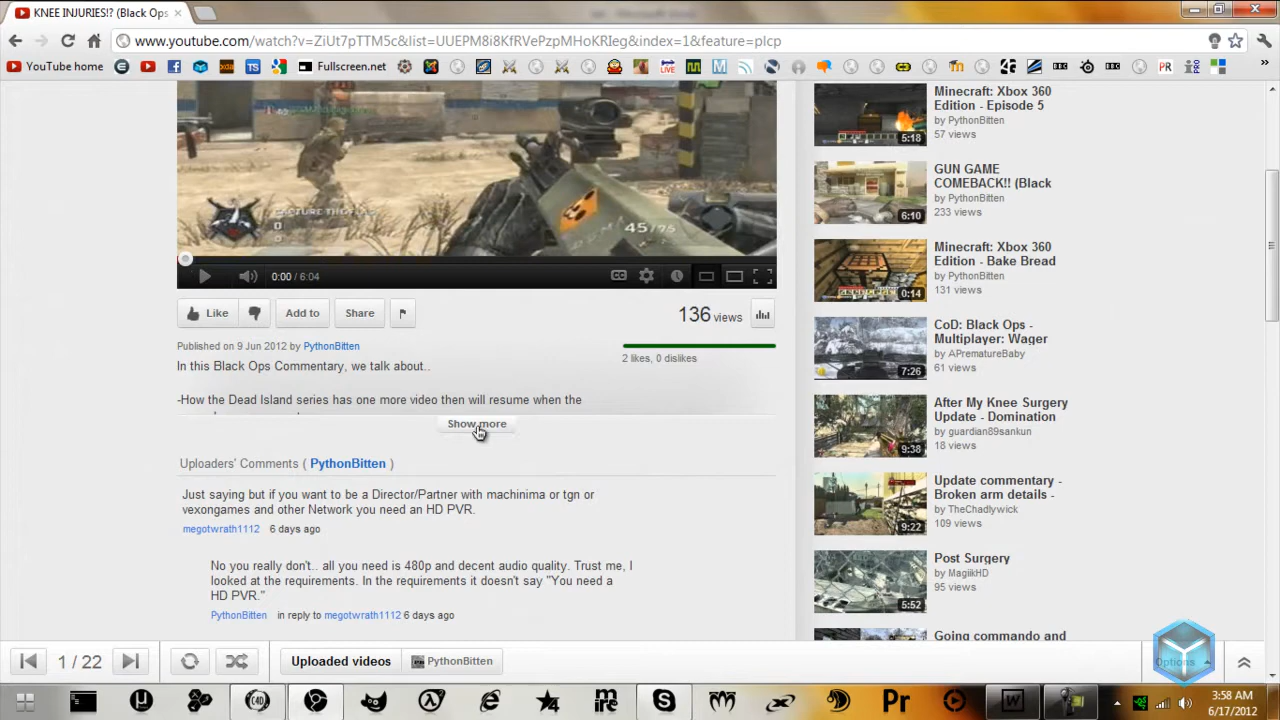 KNEE INJURIES!? (Black Ops
www.youtube.com/watch?v=ZiUt7pTTM5c&list=UUEPM8i8KfRVePzpMHoKRIeg&index=1&feature=plcp
YouTube home
Fullscreen.net
CAPTURE THE FLAG
45/75
0:00 / 6:04
Like
Add to
Share
136 views
Published on 9 Jun 2012 by PythonBitten
2 likes, 0 dislikes
In this Black Ops Commentary, we talk about..
-How the Dead Island series has one more video then will resume when the
Show more
Uploaders' Comments ( PythonBitten )
Just saying but if you want to be a Director/Partner with machinima or tgn or
vexongames and other Network you need an HD PVR.
megotwrath1112 6 days ago
No you really don't.. all you need is 480p and decent audio quality. Trust me, I
looked at the requirements. In the requirements it doesn't say "You need a
HD PVR."
PythonBitten in reply to megotwrath1112 6 days ago
Minecraft: Xbox 360
Edition - Episode 5
by PythonBitten
57 views
5:18
GUN GAME
COMEBACK!! (Black
by PythonBitten
233 views
6:10
Minecraft: Xbox 360
Edition - Bake Bread
by PythonBitten
131 views
0:14
CoD: Black Ops -
Multiplayer: Wager
by APrematureBaby
61 views
7:26
After My Knee Surgery
Update - Domination
by guardian89sankun
18 views
9:38
Update commentary -
Broken arm details -
by TheChadlywick
109 views
9:22
Post Surgery
by MagiikHD
95 views
5:52
Going commando and
1 / 22
Uploaded videos
PythonBitten
Options
3:58 AM
6/17/2012